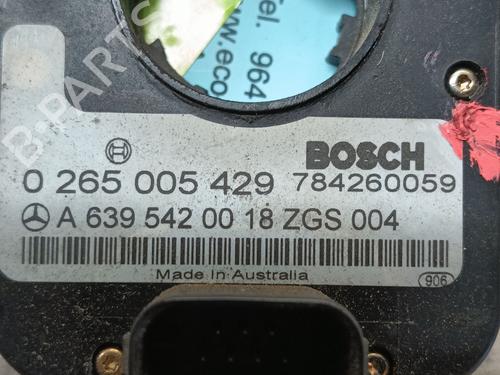 B-PARTS
Tel. 964
www.eco
BOSCH
0 265 005 429 784260059
A 639 542 00 18 ZGS 004
Made In Australia
906